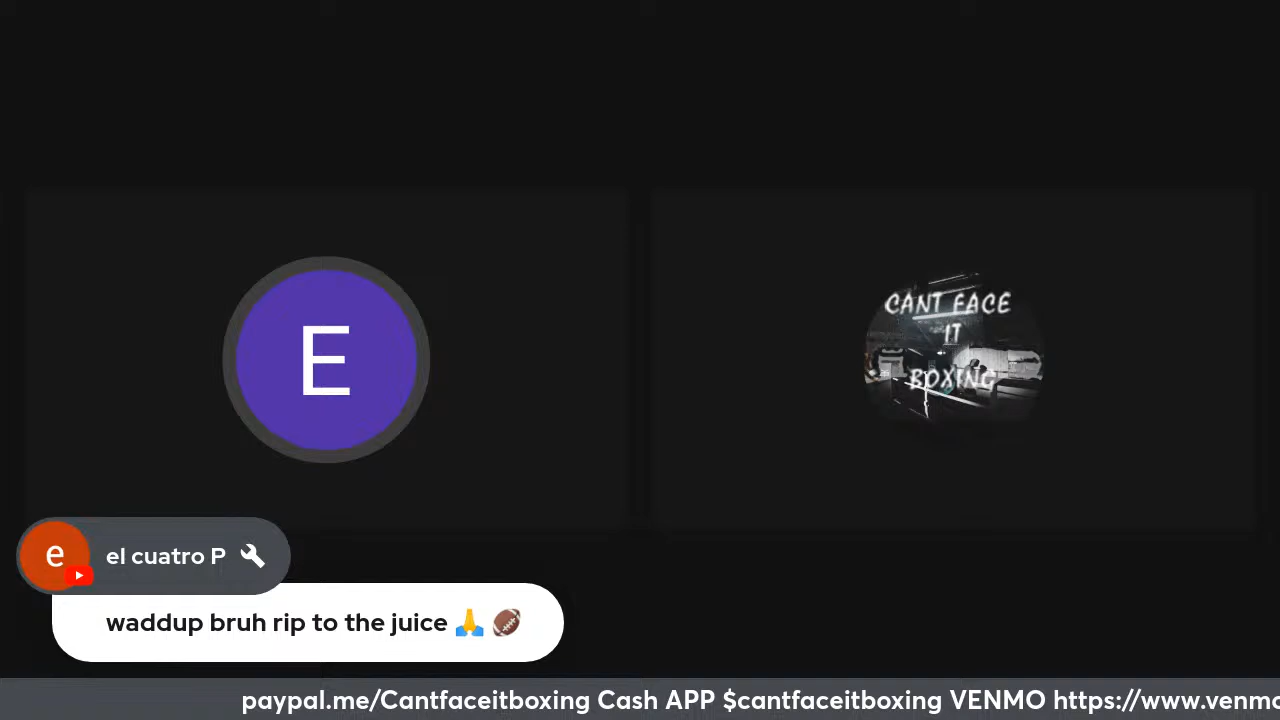 E
CANT FACE
IT
BOXING
e
el cuatro P
waddup bruh rip to the juice 🙏 🏈
paypal.me/Cantfaceitboxing Cash APP $cantfaceitboxing VENMO https://www.venmo